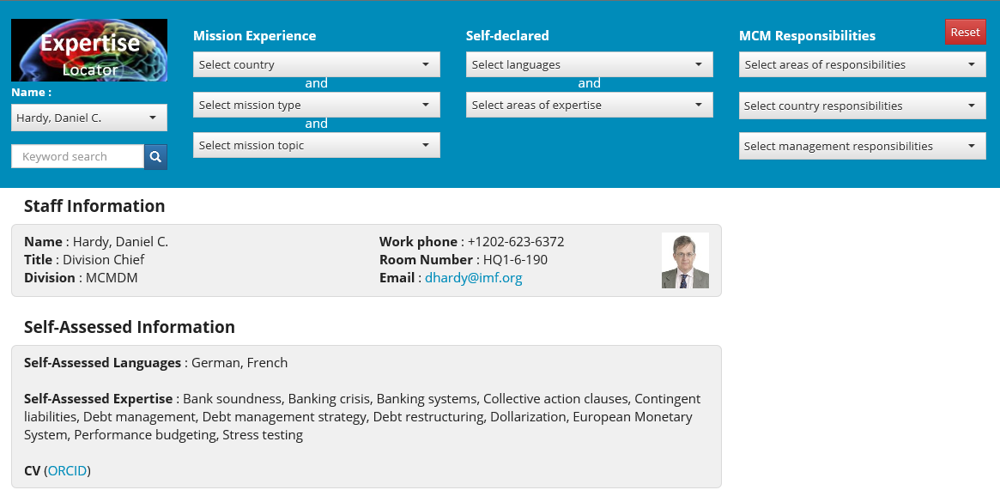 Expertise
Locator
Name :
Hardy, Daniel C.
Keyword search
Mission Experience
Select country
and
Select mission type
and
Select mission topic
Self-declared
Select languages
and
Select areas of expertise
MCM Responsibilities
Reset
Select areas of responsibilities
Select country responsibilities
Select management responsibilities
Staff Information
Name : Hardy, Daniel C.
Title : Division Chief
Division : MCMDM
Work phone : +1202-623-6372
Room Number : HQ1-6-190
Email : dhardy@imf.org
Self-Assessed Information
Self-Assessed Languages : German, French
Self-Assessed Expertise : Bank soundness, Banking crisis, Banking systems, Collective action clauses, Contingent
liabilities, Debt management, Debt management strategy, Debt restructuring, Dollarization, European Monetary
System, Performance budgeting, Stress testing
CV (ORCID)